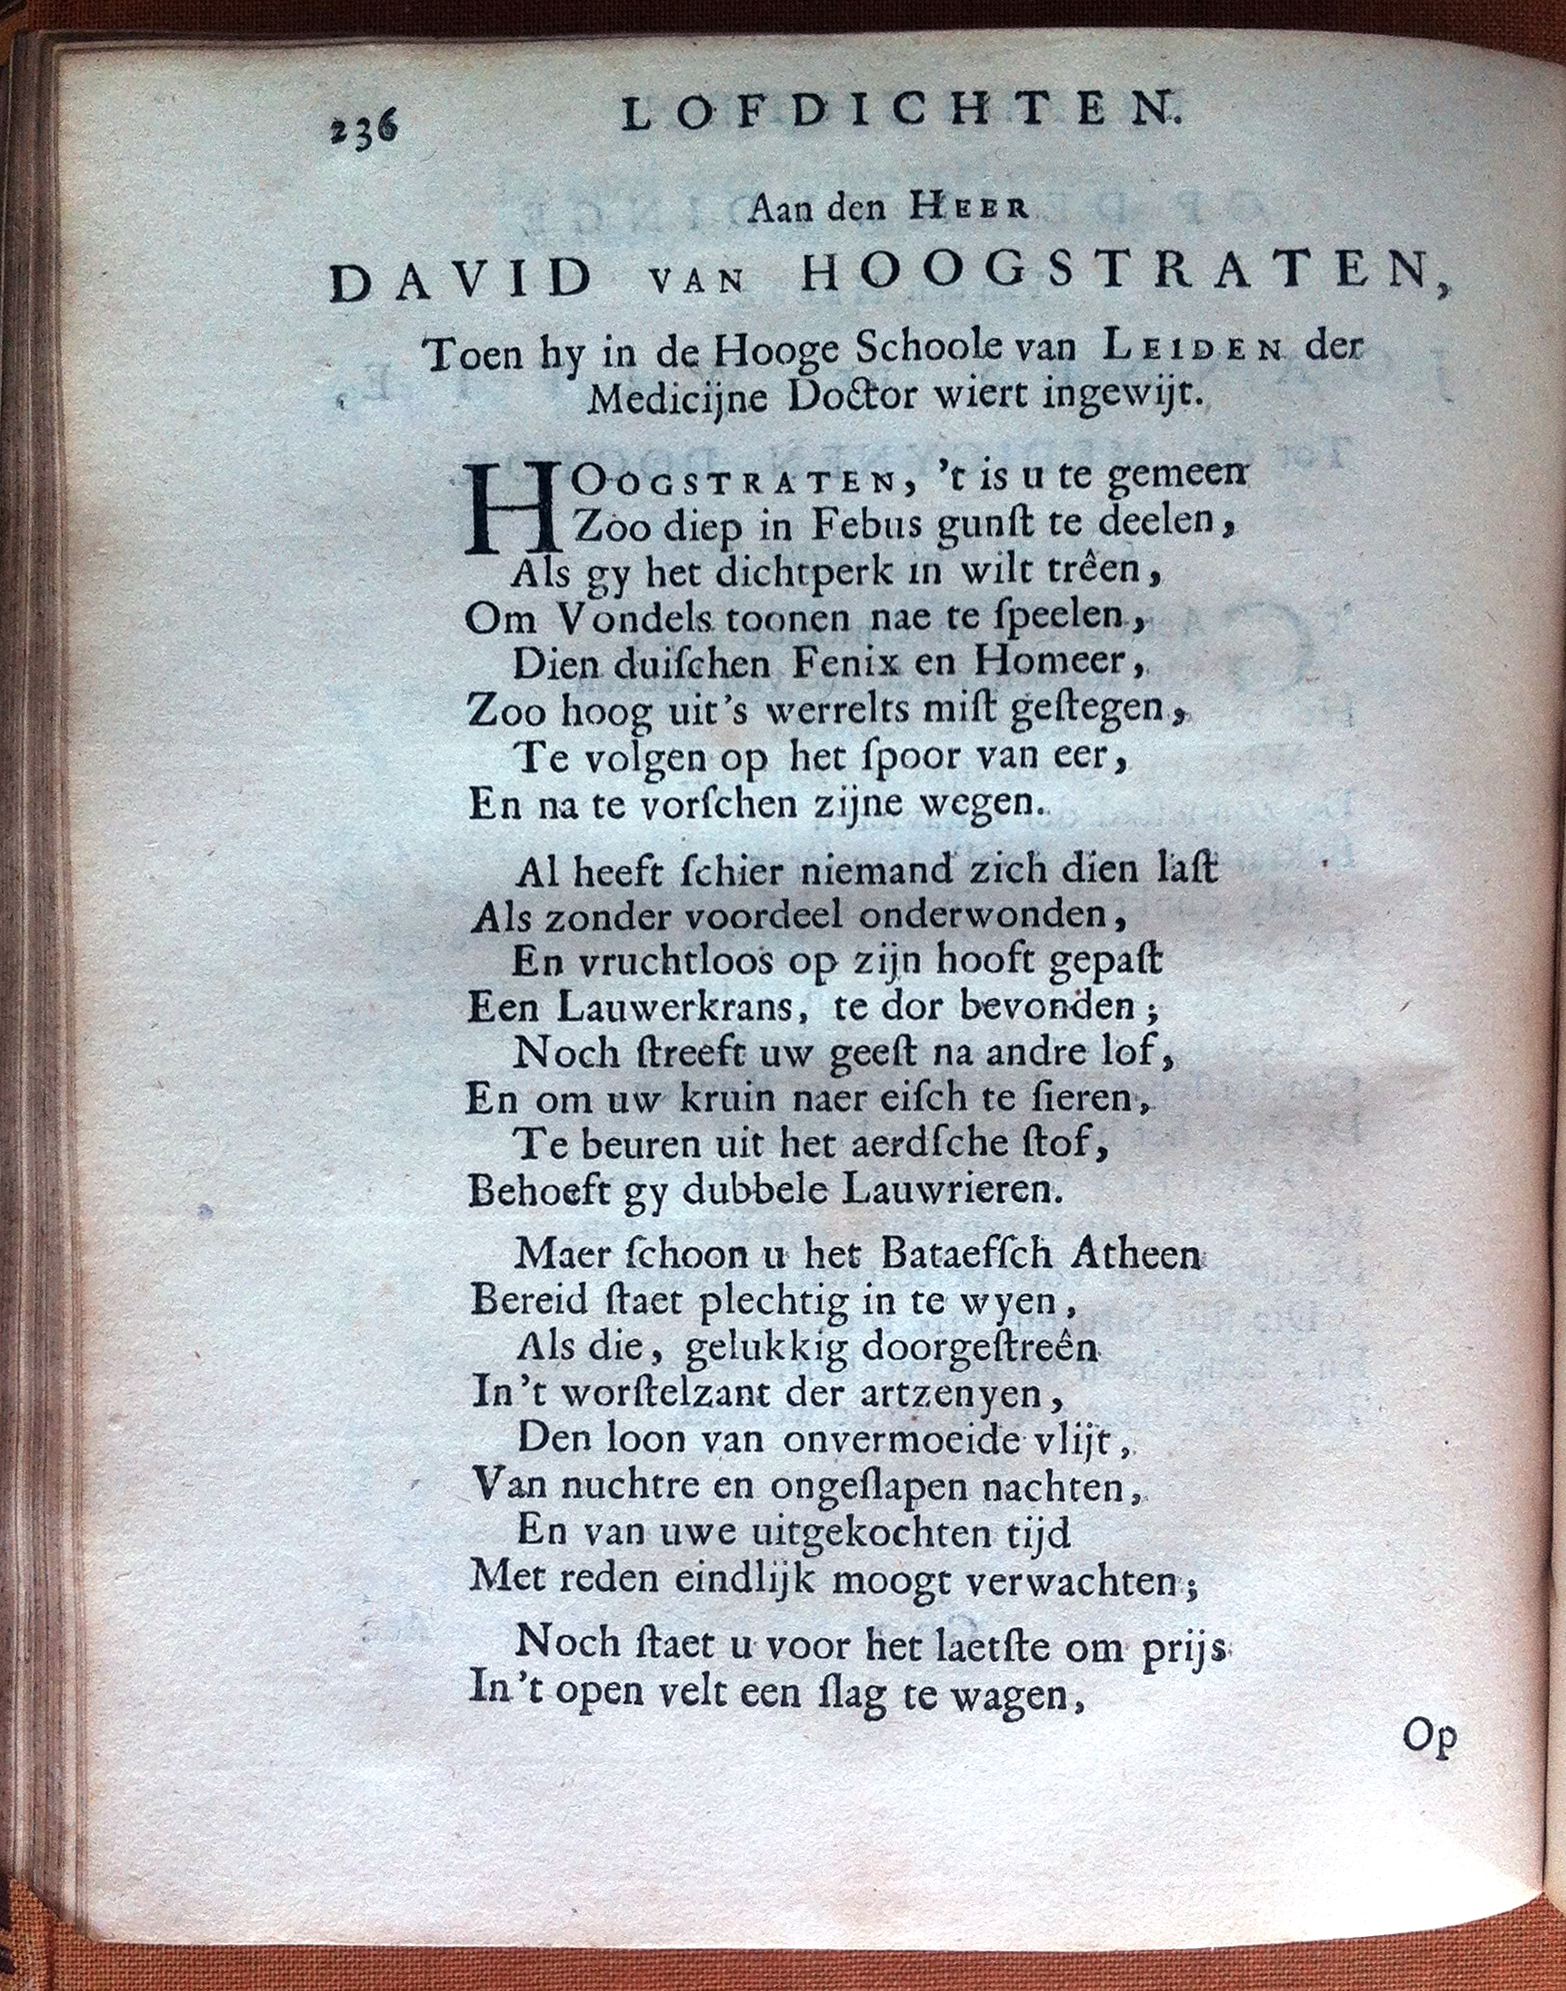 236 LOFDICHTEN.
Aan den HEER
DAVID VAN HOOGSTRATEN,
Toen hy in de Hooge Schoole van LEIDEN der
Medicijne Doctor wiert ingewijt.
HOOGSTRATEN, 't is u te gemeen
Zoo diep in Febus gunſt te deelen,
Als gy het dichtperk in wilt trêen,
Om Vondels toonen nae te ſpeelen,
Dien duiſchen Fenix en Homeer,
Zoo hoog uit's werrelts miſt geſtegen,
Te volgen op het ſpoor van eer,
En na te vorſchen zijne wegen.
Al heeft ſchier niemand zich dien laſt
Als zonder voordeel onderwonden,
En vruchtloos op zijn hooft gepaſt
Een Lauwerkrans, te dor bevonden;
Noch ſtreeft uw geeſt na andre lof,
En om uw kruin naer eiſch te ſieren,
Te beuren uit het aerdſche ſtof,
Behoeft gy dubbele Lauwrieren.
Maer ſchoon u het Bataefſch Atheen
Bereid ſtaet plechtig in te wyen,
Als die, gelukkig doorgeſtreên
In't worſtelzant der artzenyen,
Den loon van onvermoeide vlijt,
Van nuchtre en ongeſlapen nachten,
En van uwe uitgekochten tijd
Met reden eindlijk moogt verwachten;
Noch ſtaet u voor het laetſte om prijs
In't open velt een ſlag te wagen,
Op